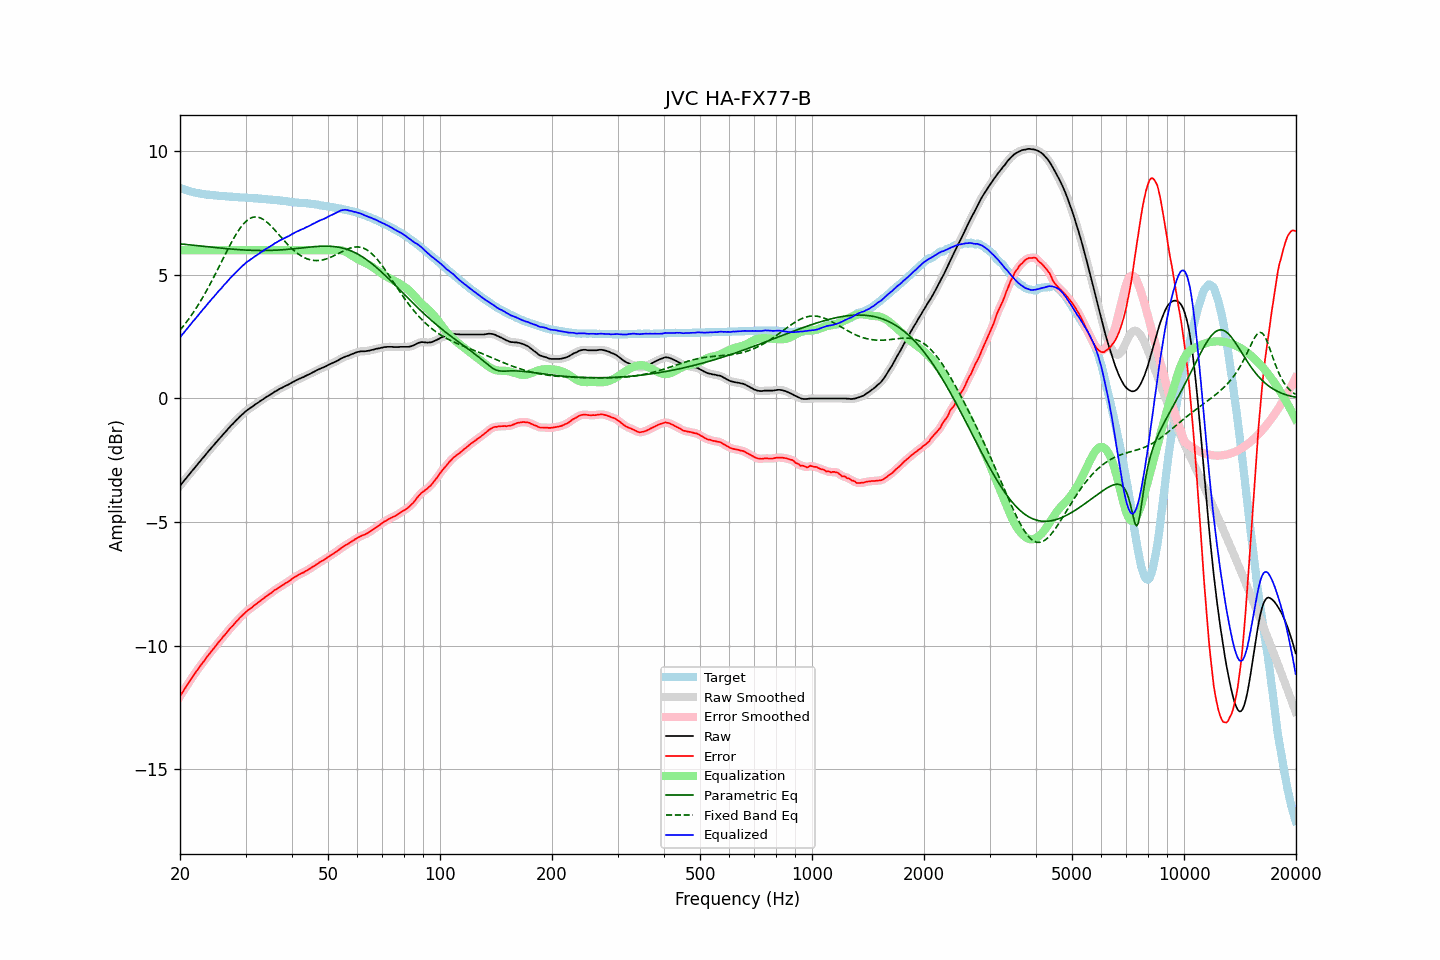 JVC HA-FX77-B
Amplitude (dBr)
10
5
0
−5
−10
−15
Target
Raw Smoothed
Error Smoothed
Raw
Error
Equalization
Parametric Eq
Fixed Band Eq
Equalized
20 50 100 200 500 1000 2000 5000 10000 20000
Frequency (Hz)